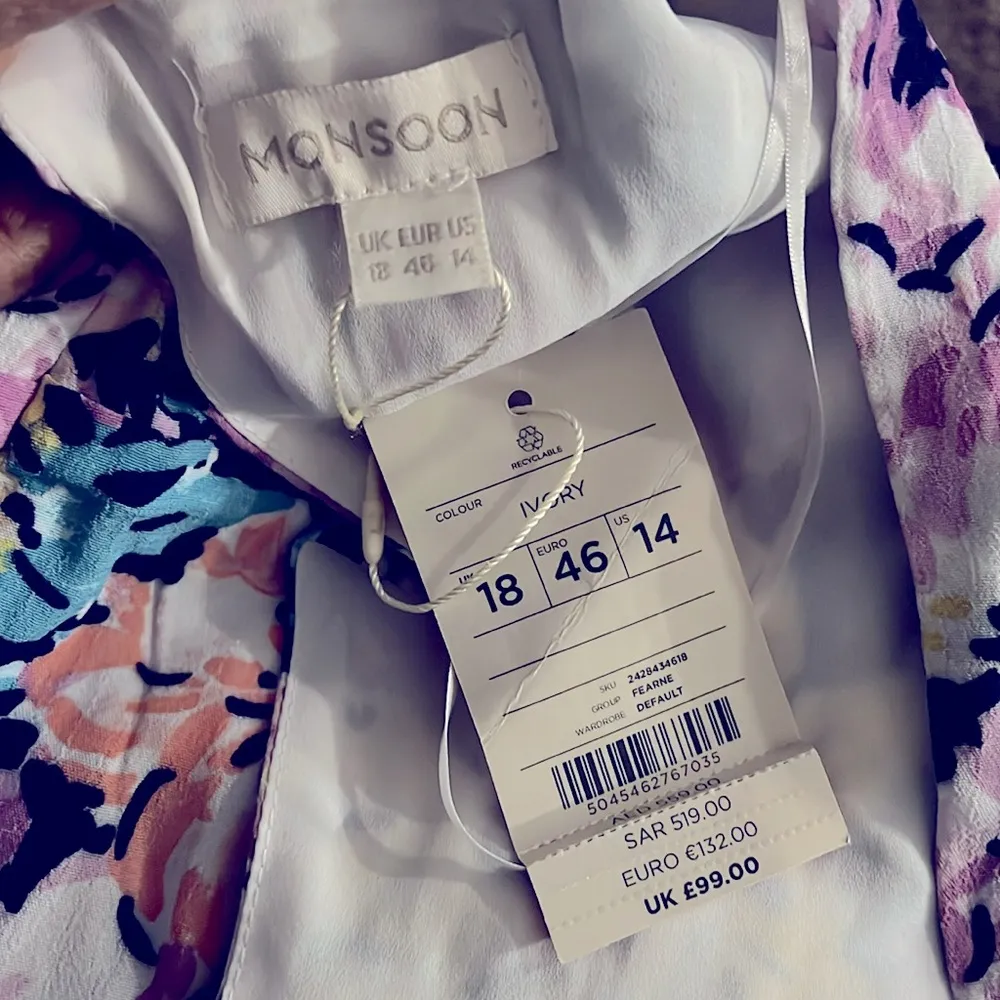 MONSOON
UK EUR US
18 46 14
RECYCLABLE
COLOUR IVORY
UK 18 EURO 46 US 14
SKU 2428434618
GROUP FEARNE
WARDROBE DEFAULT
5045462767035
SAR 519.00
EURO €132.00
UK £99.00